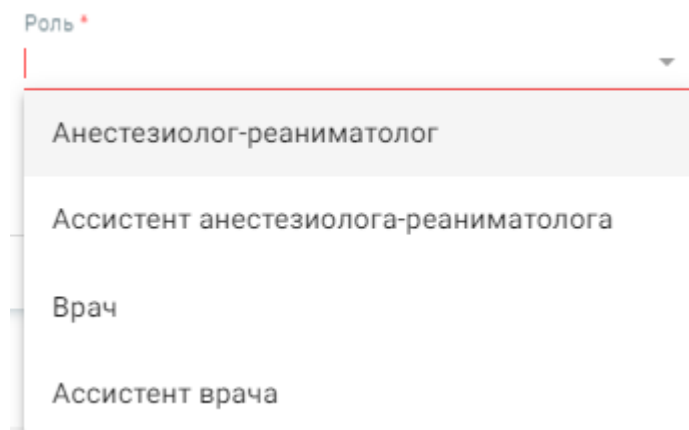 Роль *
Анестезиолог-реаниматолог
Ассистент анестезиолога-реаниматолога
Врач
Ассистент врача